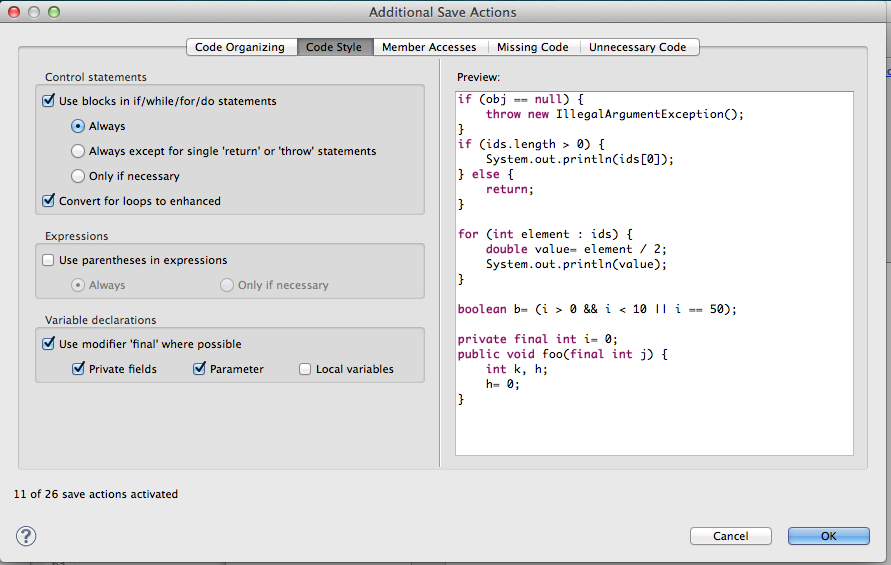 Additional Save Actions
Code Organizing
Code Style
Member Accesses
Missing Code
Unnecessary Code
Control statements
Use blocks in if/while/for/do statements
Always
Always except for single 'return' or 'throw' statements
Only if necessary
Convert for loops to enhanced
Expressions
Use parentheses in expressions
Always
Only if necessary
Variable declarations
Use modifier 'final' where possible
Private fields
Parameter
Local variables
Preview:
if (obj == null) {
    throw new IllegalArgumentException();
}
if (ids.length > 0) {
    System.out.println(ids[0]);
} else {
    return;
}
for (int element : ids) {
    double value= element / 2;
    System.out.println(value);
}
boolean b= (i > 0 && i < 10 || i == 50);
private final int i= 0;
public void foo(final int j) {
    int k, h;
    h= 0;
}
11 of 26 save actions activated
?
Cancel
OK